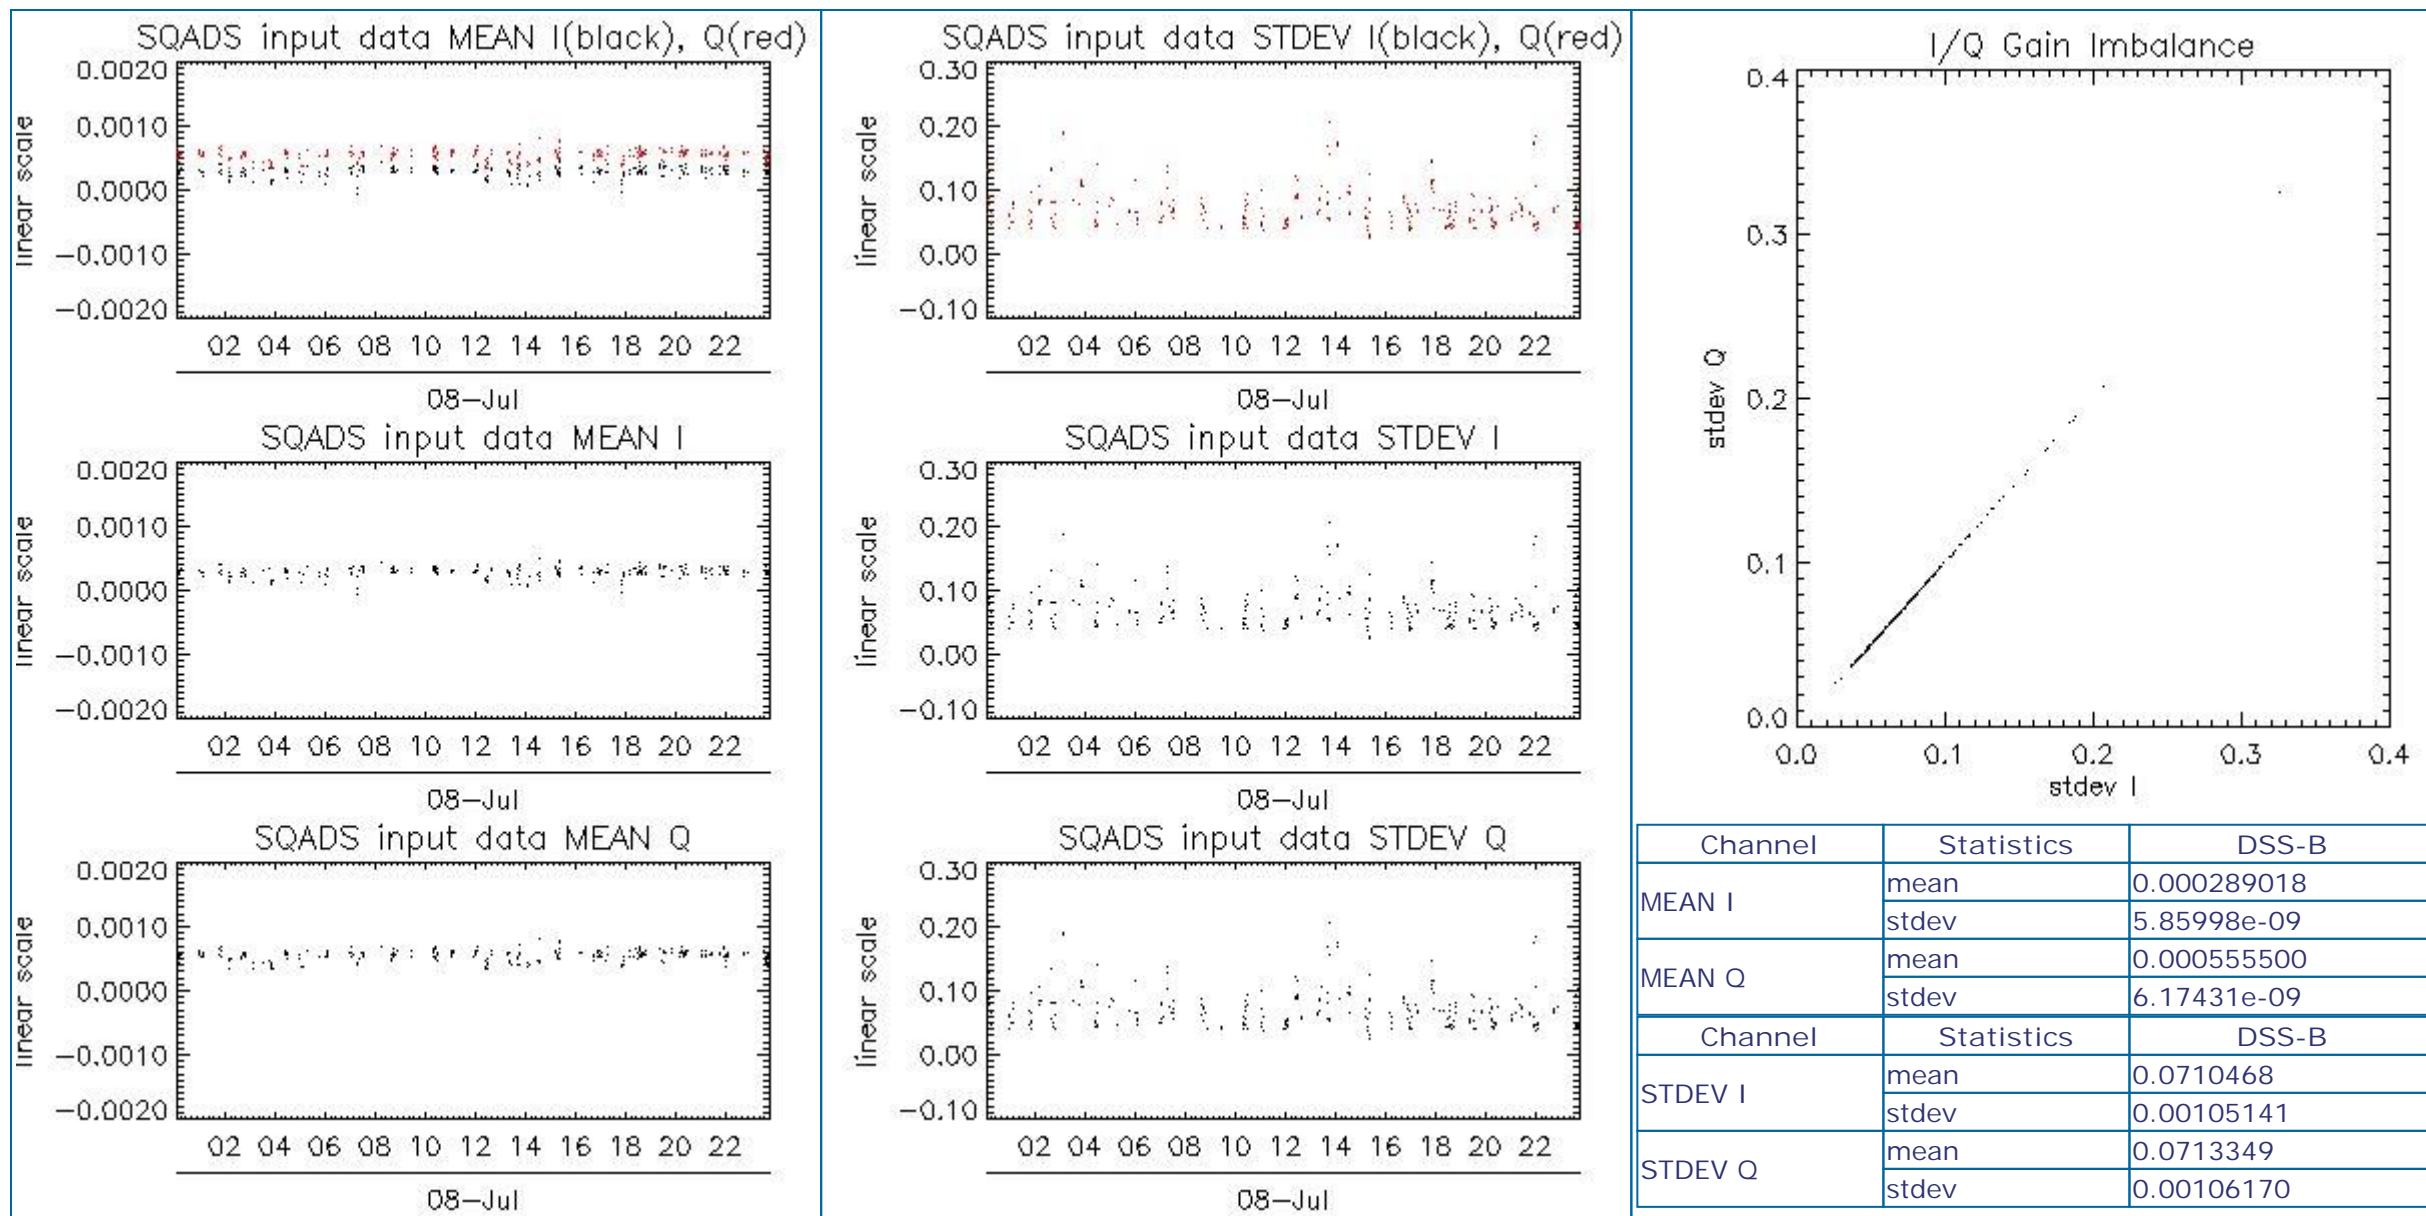 SQADS input data MEAN I(black), Q(red)
0.0020
0.0010
0.0000
-0.0010
-0.0020
linear scale
02 04 06 08 10 12 14 16 18 20 22
08-Jul
SQADS input data MEAN I
0.0020
0.0010
0.0000
-0.0010
-0.0020
linear scale
02 04 06 08 10 12 14 16 18 20 22
08-Jul
SQADS input data MEAN Q
0.0020
0.0010
0.0000
-0.0010
-0.0020
linear scale
02 04 06 08 10 12 14 16 18 20 22
08-Jul
SQADS input data STDEV I(black), Q(red)
0.30
0.20
0.10
0.00
-0.10
linear scale
02 04 06 08 10 12 14 16 18 20 22
08-Jul
SQADS input data STDEV I
0.30
0.20
0.10
0.00
-0.10
linear scale
02 04 06 08 10 12 14 16 18 20 22
08-Jul
SQADS input data STDEV Q
0.30
0.20
0.10
0.00
-0.10
linear scale
02 04 06 08 10 12 14 16 18 20 22
08-Jul
I/Q Gain Imbalance
0.4
0.3
0.2
0.1
0.0
stdev Q
0.0 0.1 0.2 0.3 0.4
stdev I
Channel Statistics DSS-B
MEAN I mean 0.000289018
stdev 5.85998e-09
MEAN Q mean 0.000555500
stdev 6.17431e-09
Channel Statistics DSS-B
STDEV I mean 0.0710468
stdev 0.00105141
STDEV Q mean 0.0713349
stdev 0.00106170